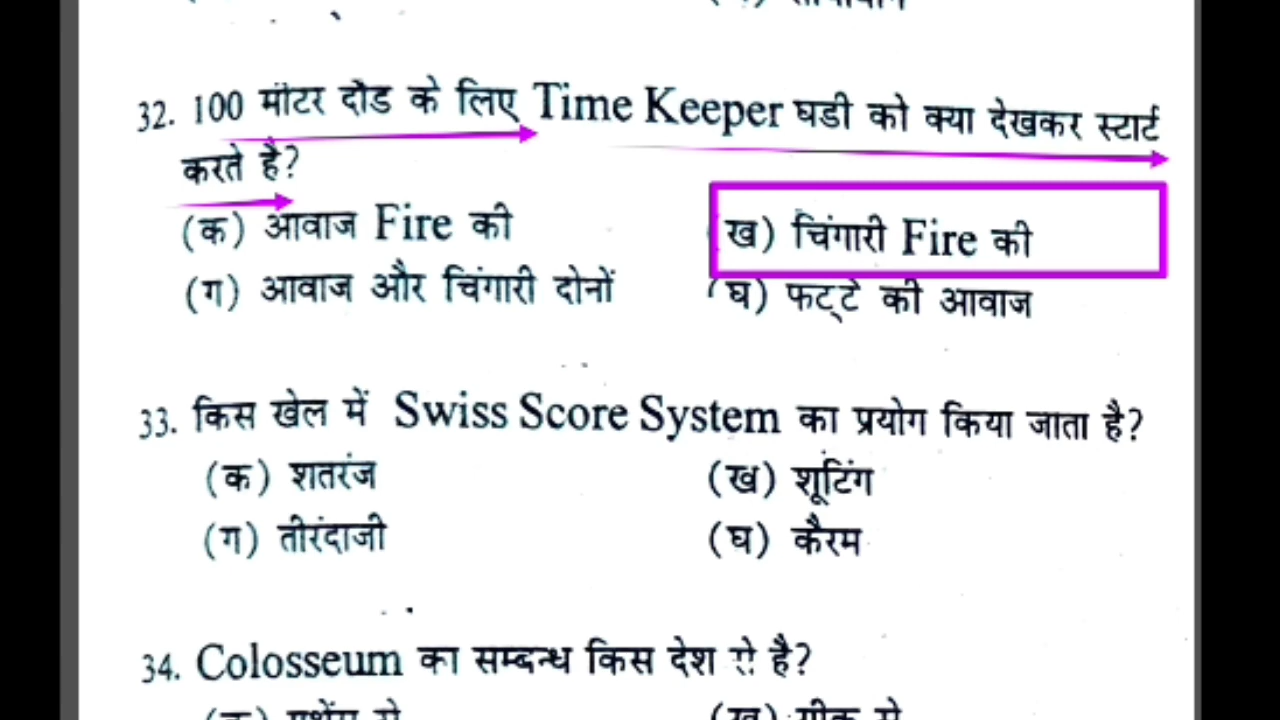 32. 100 मीटर दौड के लिए Time Keeper घडी को क्या देखकर स्टार्ट
करते है?
(क) आवाज Fire की
(ख) चिंगारी Fire की
(ग) आवाज और चिंगारी दोनों
(घ) फट्टे की आवाज
33. किस खेल में Swiss Score System का प्रयोग किया जाता है?
(क) शतरंज
(ख) शूटिंग
(ग) तीरंदाजी
(घ) कैरम
34. Colosseum का सम्बन्ध किस देश से है?